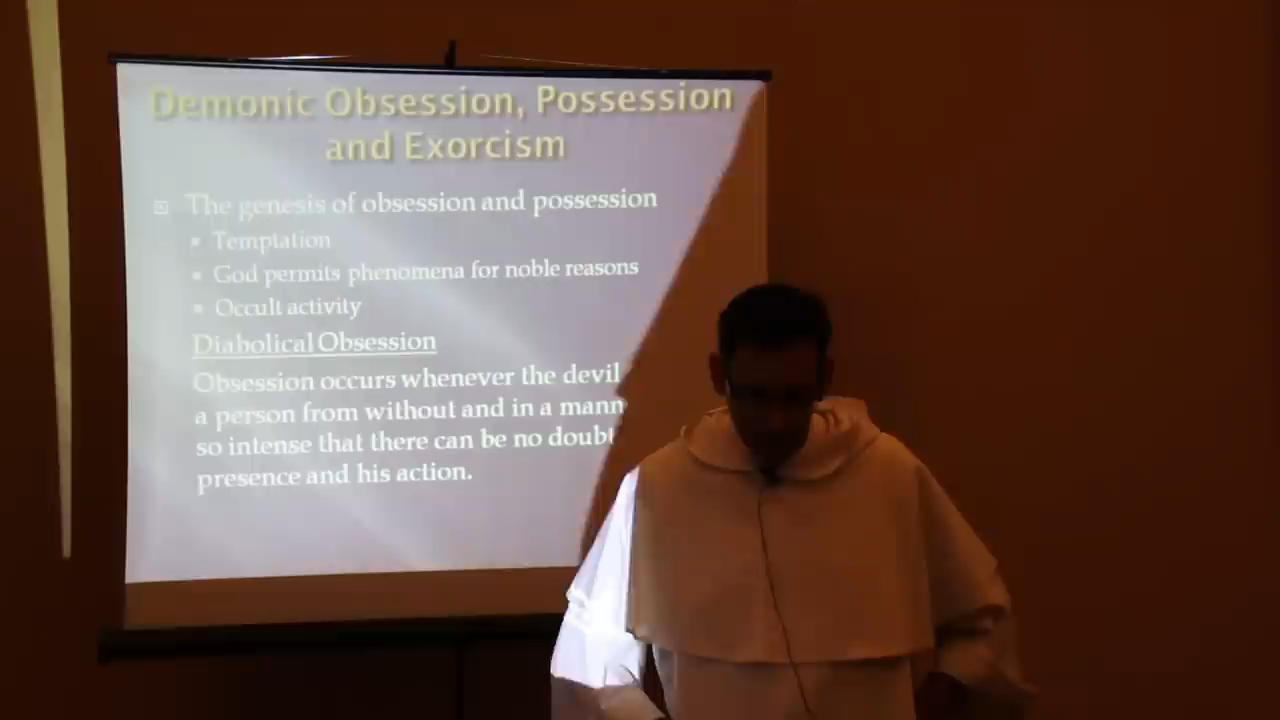 Demonic Obsession, Possession
and Exorcism
The genesis of obsession and possession
Temptation
God permits phenomena for noble reasons
Occult activity
Diabolical Obsession
Obsession occurs whenever the devil
a person from without and in a mann
so intense that there can be no doubt
presence and his action.